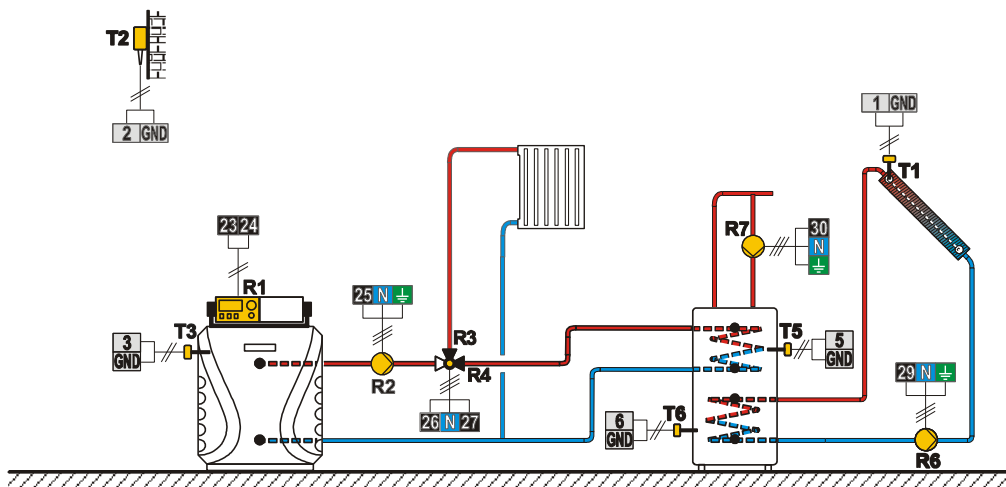 T2
2 GND
1 GND
T1
23 24
R1
R7
30
N
25 N
3
GND
T3
R3
R4
R2
T5
5
GND
29 N
26 N 27
6
GND
T6
R6